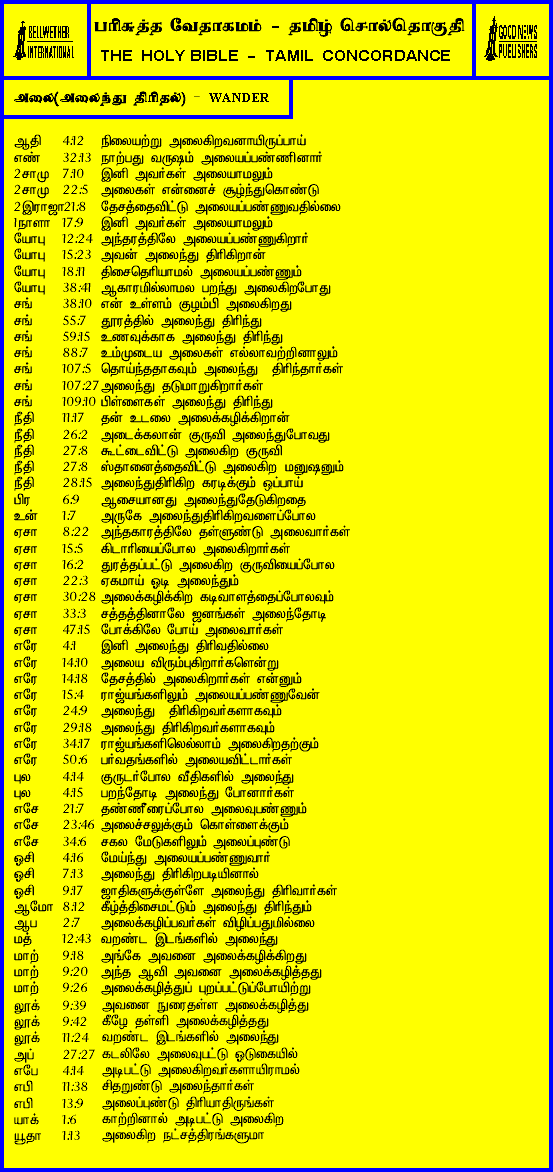 BELLWETHER
INTERNATIONAL
பரிசுத்த வேதாகமம் - தமிழ் சொல்தொகுதி
THE HOLY BIBLE - TAMIL CONCORDANCE
GOOD NEWS
PUBLISHERS
அலை(அலைந்து திரிதல்) - WANDER
ஆதி 4:12 நிலையற்று அலைகிறவனாயிருப்பாய்
எண் 32:13 நாற்பது வருஷம் அலையப்பண்ணினார்
2சாமு 7:10 இனி அவர்கள் அலையாமலும்
2சாமு 22:5 அலைகள் என்னைச் சூழ்ந்துகொண்டு
2இராஜா21:8 தேசத்தைவிட்டு அலையப்பண்ணுவதில்லை
1நாளா 17:9 இனி அவர்கள் அலையாமலும்
யோபு 12:24 அந்தரத்திலே அலையப்பண்ணுகிறார்
யோபு 15:23 அவன் அலைந்து திரிகிறான்
யோபு 18:11 திசைதெரியாமல் அலையப்பண்ணும்
யோபு 38:41 ஆகாரமில்லாமல பறந்து அலைகிறபோது
சங் 38:10 என் உள்ளம் குழம்பி அலைகிறது
சங் 55:7 தூரத்தில் அலைந்து திரிந்து
சங் 59:15 உணவுக்காக அலைந்து திரிந்து
சங் 88:7 உம்முடைய அலைகள் எல்லாவற்றினாலும்
சங் 107:5 தொய்ந்ததாகவும் அலைந்து திரிந்தார்கள்
சங் 107:27 அலைந்து தடுமாறுகிறார்கள்
சங் 109:10 பிள்ளைகள் அலைந்து திரிந்து
நீதி 11:17 தன் உடலை அலைக்கழிக்கிறான்
நீதி 26:2 அடைக்கலான் குருவி அலைந்துபோவது
நீதி 27:8 கூட்டைவிட்டு அலைகிற குருவி
நீதி 27:8 ஸ்தானைத்தைவிட்டு அலைகிற மனுஷனும்
நீதி 28:15 அலைந்துதிரிகிற கரடிக்கும் ஒப்பாய்
பிர 6:9 ஆசையானது அலைந்துதேடுகிறதை
உன் 1:7 அருகே அலைந்துதிரிகிறவளைப்போல
ஏசா 8:22 அந்தகாரத்திலே தள்ளுண்டு அலைவார்கள்
ஏசா 15:5 கிடாரியைப்போல அலைகிறார்கள்
ஏசா 16:2 துரத்தப்பட்டு அலைகிற குருவியைப்போல
ஏசா 22:3 ஏகமாய் ஓடி அலைந்தும்
ஏசா 30:28 அலைக்கழிக்கிற கடிவாளத்தைப்போலவும்
ஏசா 33:3 சத்தத்தினாலே ஜனங்கள் அலைந்தோடி
ஏசா 47:15 போக்கிலே போய் அலைவார்கள்
எரே 4:1 இனி அலைந்து திரிவதில்லை
எரே 14:10 அலைய விரும்புகிறார்களென்று
எரே 14:18 தேசத்தில் அலைகிறார்கள் என்னும்
எரே 15:4 ராஜ்யங்களிலும் அலையப்பண்ணுவேன்
எரே 24:9 அலைந்து திரிகிறவர்களாகவும்
எரே 29:18 அலைந்து திரிகிறவர்களாகவும்
எரே 34:17 ராஜ்யங்களிலெல்லாம் அலைகிறதற்கும்
எரே 50:6 பர்வதங்களில் அலையவிட்டார்கள்
புல 4:14 குருடர்போல வீதிகளில் அலைந்து
புல 4:15 பறந்தோடி அலைந்து போனார்கள்
எசே 21:7 தண்ணீரைப்போல அலைவுபண்ணும்
எசே 23:46 அலைச்சலுக்கும் கொள்ளைக்கும்
எசே 34:6 சகல மேடுகளிலும் அலைப்புண்டு
ஓசி 4:16 மேய்ந்து அலையப்பண்ணுவார்
ஓசி 7:13 அலைந்து திரிகிறபடியினால்
ஓசி 9:17 ஜாதிகளுக்குள்ளே அலைந்து திரிவார்கள்
ஆமோ 8:12 கீழ்த்திசைமட்டும் அலைந்து திரிந்தும்
ஆப 2:7 அலைக்கழிப்பவர்கள் விழிப்பதுமில்லை
மத் 12:43 வறண்ட இடங்களில் அலைந்து
மாற் 9:18 அங்கே அவனை அலைக்கழிக்கிறது
மாற் 9:20 அந்த ஆவி அவனை அலைக்கழித்தது
மாற் 9:26 அலைக்கழித்துப் புறப்பட்டுப்போயிற்று
லூக் 9:39 அவனை நுரைதள்ள அலைக்கழித்து
லூக் 9:42 கீழே தள்ளி அலைக்கழித்தது
லூக் 11:24 வறண்ட இடங்களில் அலைந்து
அப் 27:27 கடலிலே அலைவுபட்டு ஓடுகையில்
எபே 4:14 அடிபட்டு அலைகிறவர்களாயிராமல்
எபி 11:38 சிதறுண்டு அலைந்தார்கள்
எபி 13:9 அலைப்புண்டு திரியாதிருங்கள்
யாக் 1:6 காற்றினால் அடிபட்டு அலைகிற
யூதா 1:13 அலைகிற நட்சத்திரங்களுமா